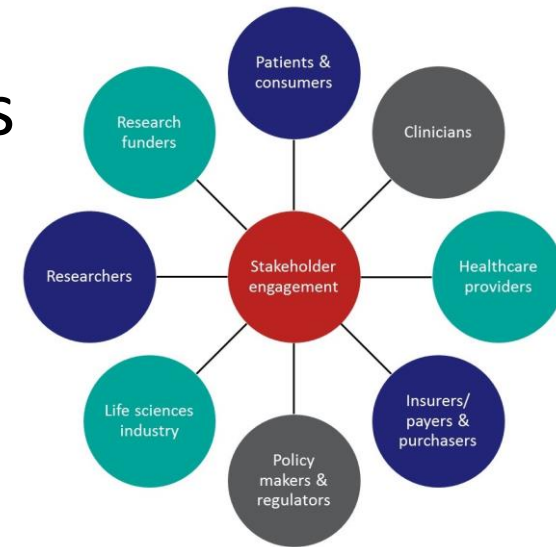 s
Patients &
consumers
Clinicians
Healthcare
providers
Insurers/
payers &
purchasers
Policy
makers &
regulators
Life sciences
industry
Researchers
Research
funders
Stakeholder
engagement